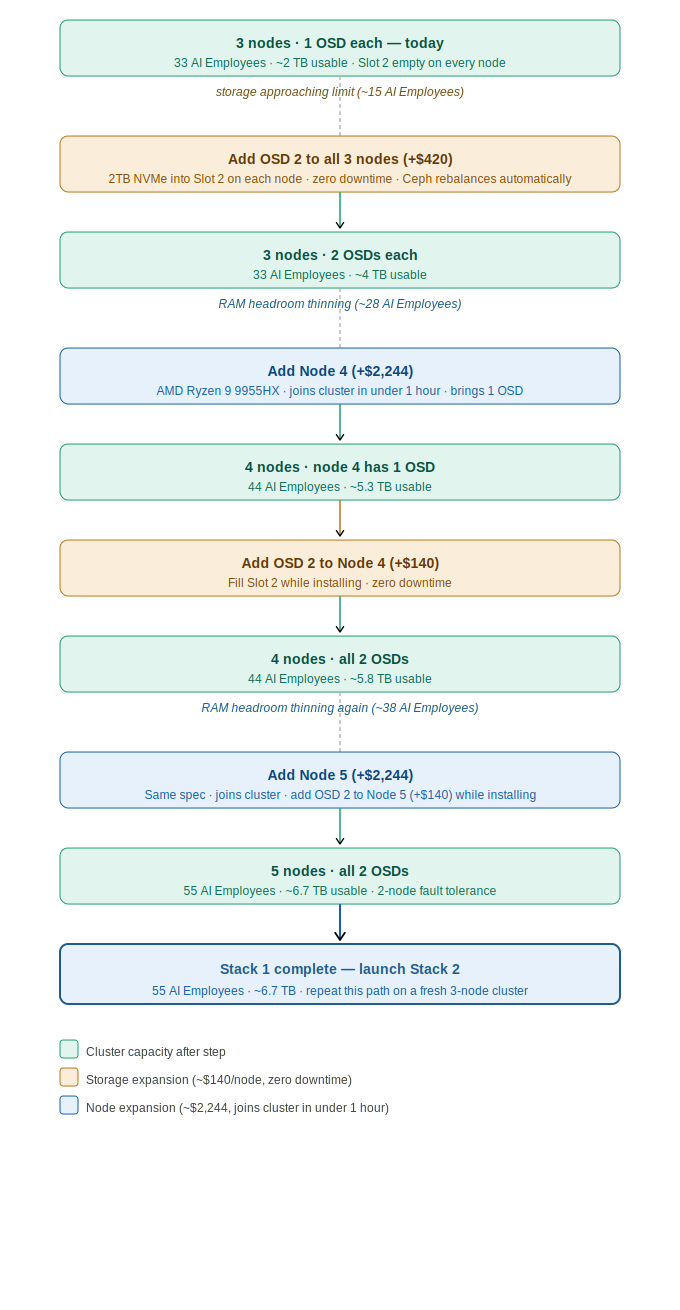 3 nodes · 1 OSD each — today
33 AI Employees · ~2 TB usable · Slot 2 empty on every node
storage approaching limit (~15 AI Employees)
Add OSD 2 to all 3 nodes (+$420)
2TB NVMe into Slot 2 on each node · zero downtime · Ceph rebalances automatically
3 nodes · 2 OSDs each
33 AI Employees · ~4 TB usable
RAM headroom thinning (~28 AI Employees)
Add Node 4 (+$2,244)
AMD Ryzen 9 9955HX · joins cluster in under 1 hour · brings 1 OSD
4 nodes · node 4 has 1 OSD
44 AI Employees · ~5.3 TB usable
Add OSD 2 to Node 4 (+$140)
Fill Slot 2 while installing · zero downtime
4 nodes · all 2 OSDs
44 AI Employees · ~5.8 TB usable
RAM headroom thinning again (~38 AI Employees)
Add Node 5 (+$2,244)
Same spec · joins cluster · add OSD 2 to Node 5 (+$140) while installing
5 nodes · all 2 OSDs
55 AI Employees · ~6.7 TB usable · 2-node fault tolerance
Stack 1 complete — launch Stack 2
55 AI Employees · ~6.7 TB · repeat this path on a fresh 3-node cluster
Cluster capacity after step
Storage expansion (~$140/node, zero downtime)
Node expansion (~$2,244, joins cluster in under 1 hour)